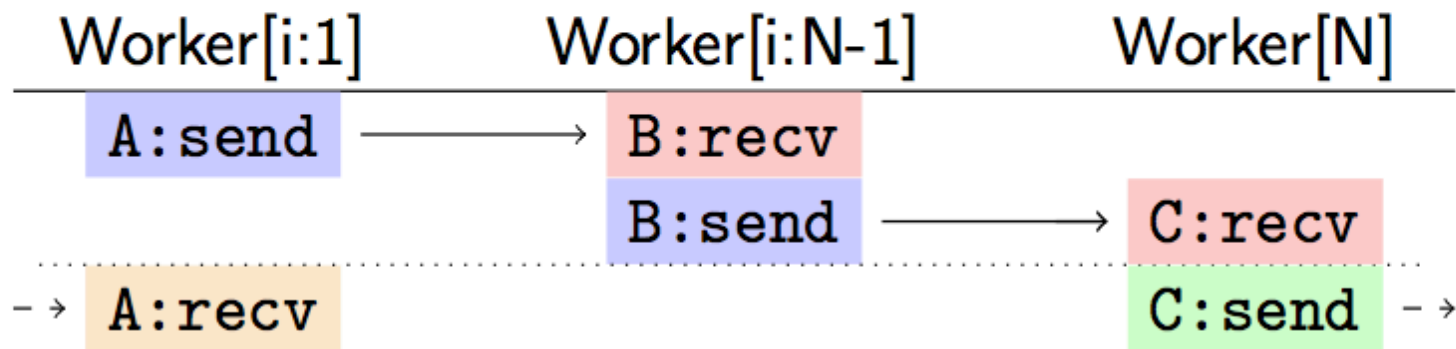 Worker[i:1] Worker[i:N-1] Worker[N]
A:send B:recv
B:send C:recv
A:recv C:send